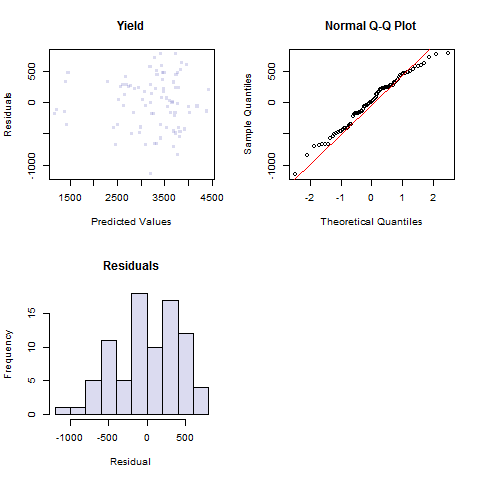 Yield
Residuals
500
0
-1000
1500
2500
3500
4500
Predicted Values
Normal Q-Q Plot
Sample Quantiles
500
0
-1000
-2
-1
0
1
2
Theoretical Quantiles
Residuals
Frequency
15
10
5
0
-1000
-500
0
500
Residual